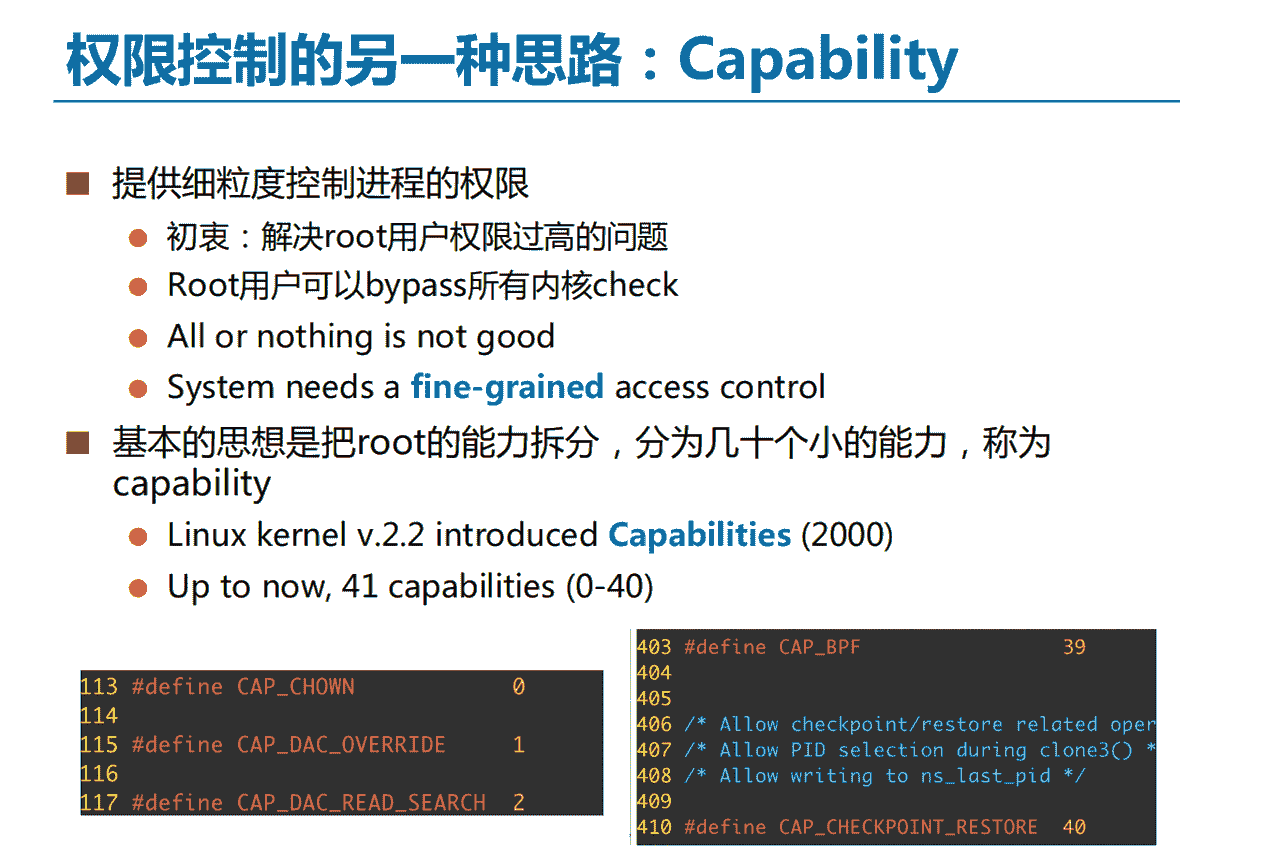 权限控制的另一种思路：Capability
提供细粒度控制进程的权限
初衷：解决root用户权限过高的问题
Root用户可以bypass所有内核check
All or nothing is not good
System needs a fine-grained access control
基本的思想是把root的能力拆分，分为几十个小的能力，称为
capability
Linux kernel v.2.2 introduced Capabilities (2000)
Up to now, 41 capabilities (0-40)
113 #define CAP_CHOWN 0
114
115 #define CAP_DAC_OVERRIDE 1
116
117 #define CAP_DAC_READ_SEARCH 2
403 #define CAP_BPF 39
404
405
406 /* Allow checkpoint/restore related oper
407 /* Allow PID selection during clone3() *
408 /* Allow writing to ns_last_pid */
409
410 #define CAP_CHECKPOINT_RESTORE 40